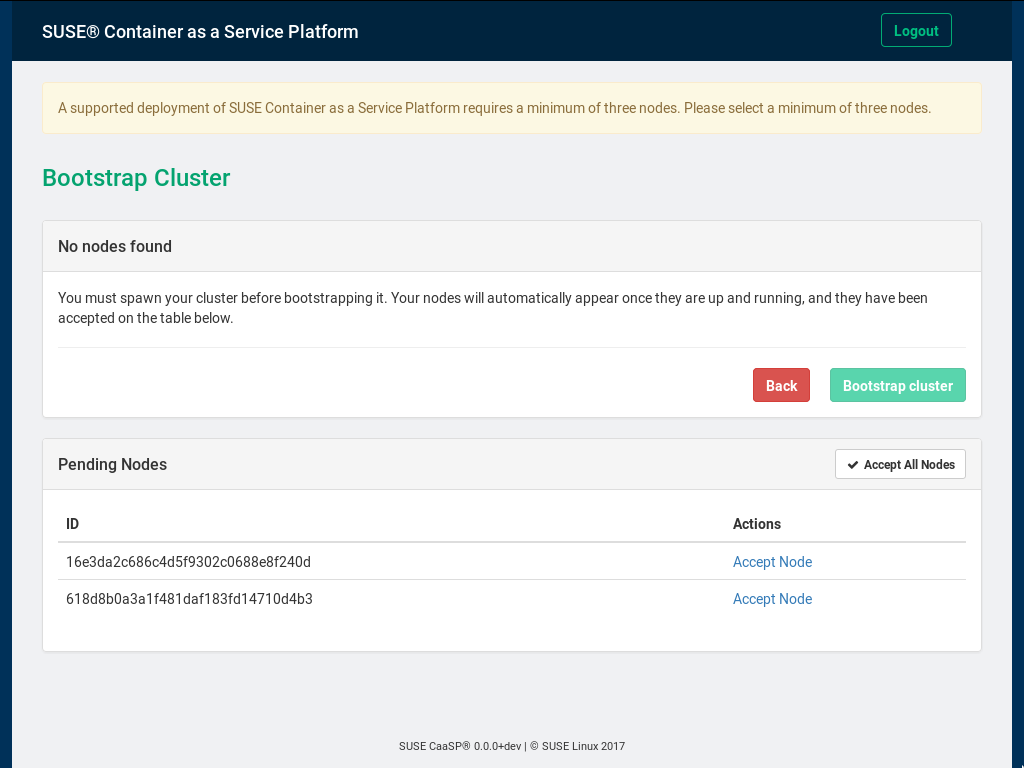 SUSE® Container as a Service Platform
Logout
A supported deployment of SUSE Container as a Service Platform requires a minimum of three nodes. Please select a minimum of three nodes.
Bootstrap Cluster
No nodes found
You must spawn your cluster before bootstrapping it. Your nodes will automatically appear once they are up and running, and they have been
accepted on the table below.
Back
Bootstrap cluster
Pending Nodes
Accept All Nodes
ID
Actions
16e3da2c686c4d5f9302c0688e8f240d
Accept Node
618d8b0a3a1f481daf183fd14710d4b3
Accept Node
SUSE CaaSP® 0.0.0+dev | © SUSE Linux 2017